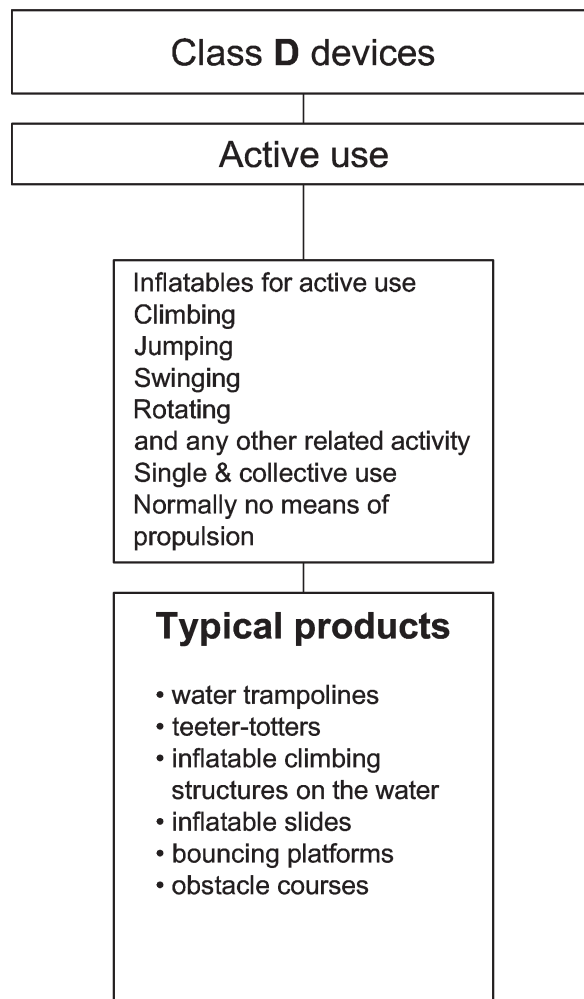 Class D devices
Active use
Inflatables for active use
Climbing
Jumping
Swinging
Rotating
and any other related activity
Single & collective use
Normally no means of
propulsion
Typical products
• water trampolines
• teeter-totters
• inflatable climbing
structures on the water
• inflatable slides
• bouncing platforms
• obstacle courses